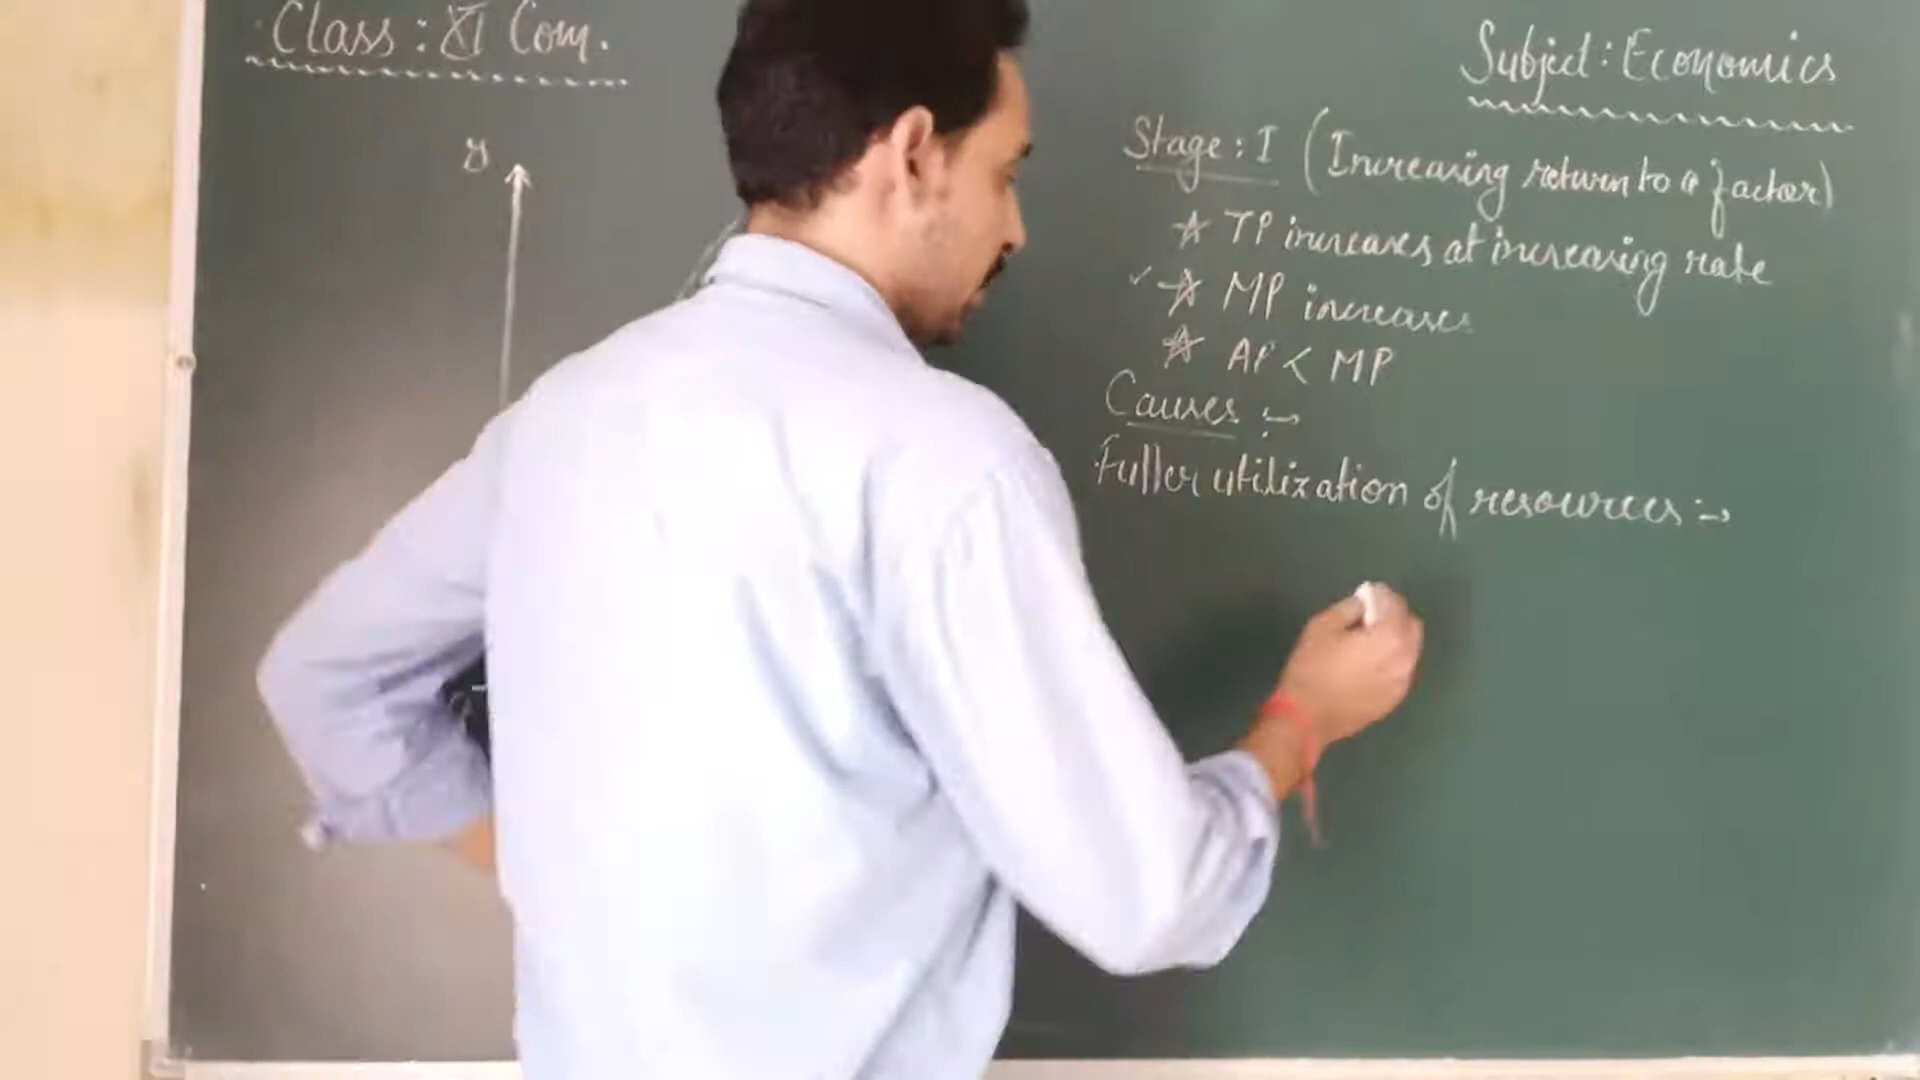 Class : XI Com.
Subject : Economics
y
Stage : I (Increasing return to a factor)
☆ TP increases at increasing rate
✓ ☆ MP increases
☆ AP < MP
Causes :→
Fuller utilization of resources :→